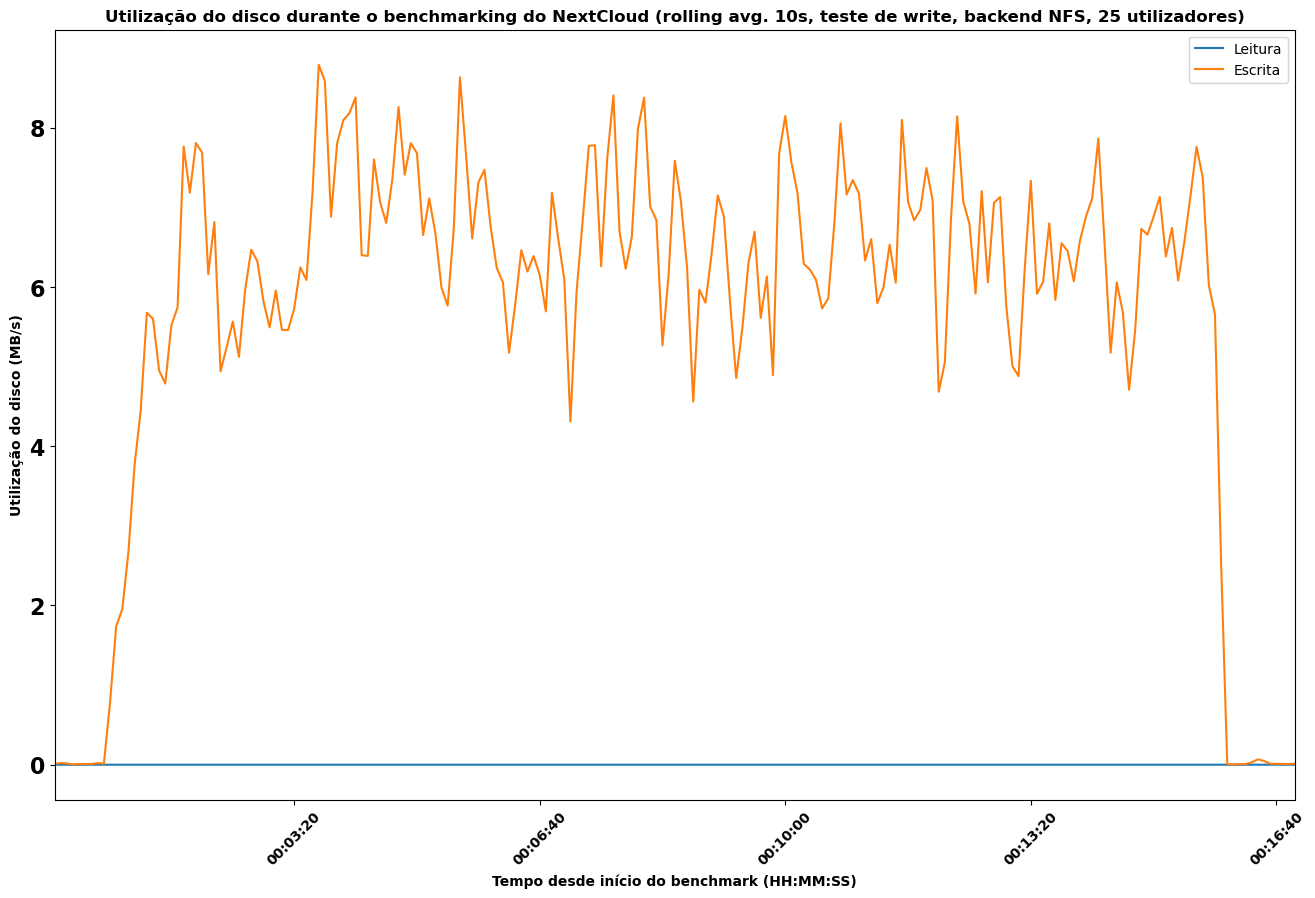 Utilização do disco durante o benchmarking do NextCloud (rolling avg. 10s, teste de write, backend NFS, 25 utilizadores)
Leitura
Escrita
Utilização do disco (MB/s)
8
6
4
2
0
00:03:20
00:06:40
00:10:00
00:13:20
00:16:40
Tempo desde início do benchmark (HH:MM:SS)